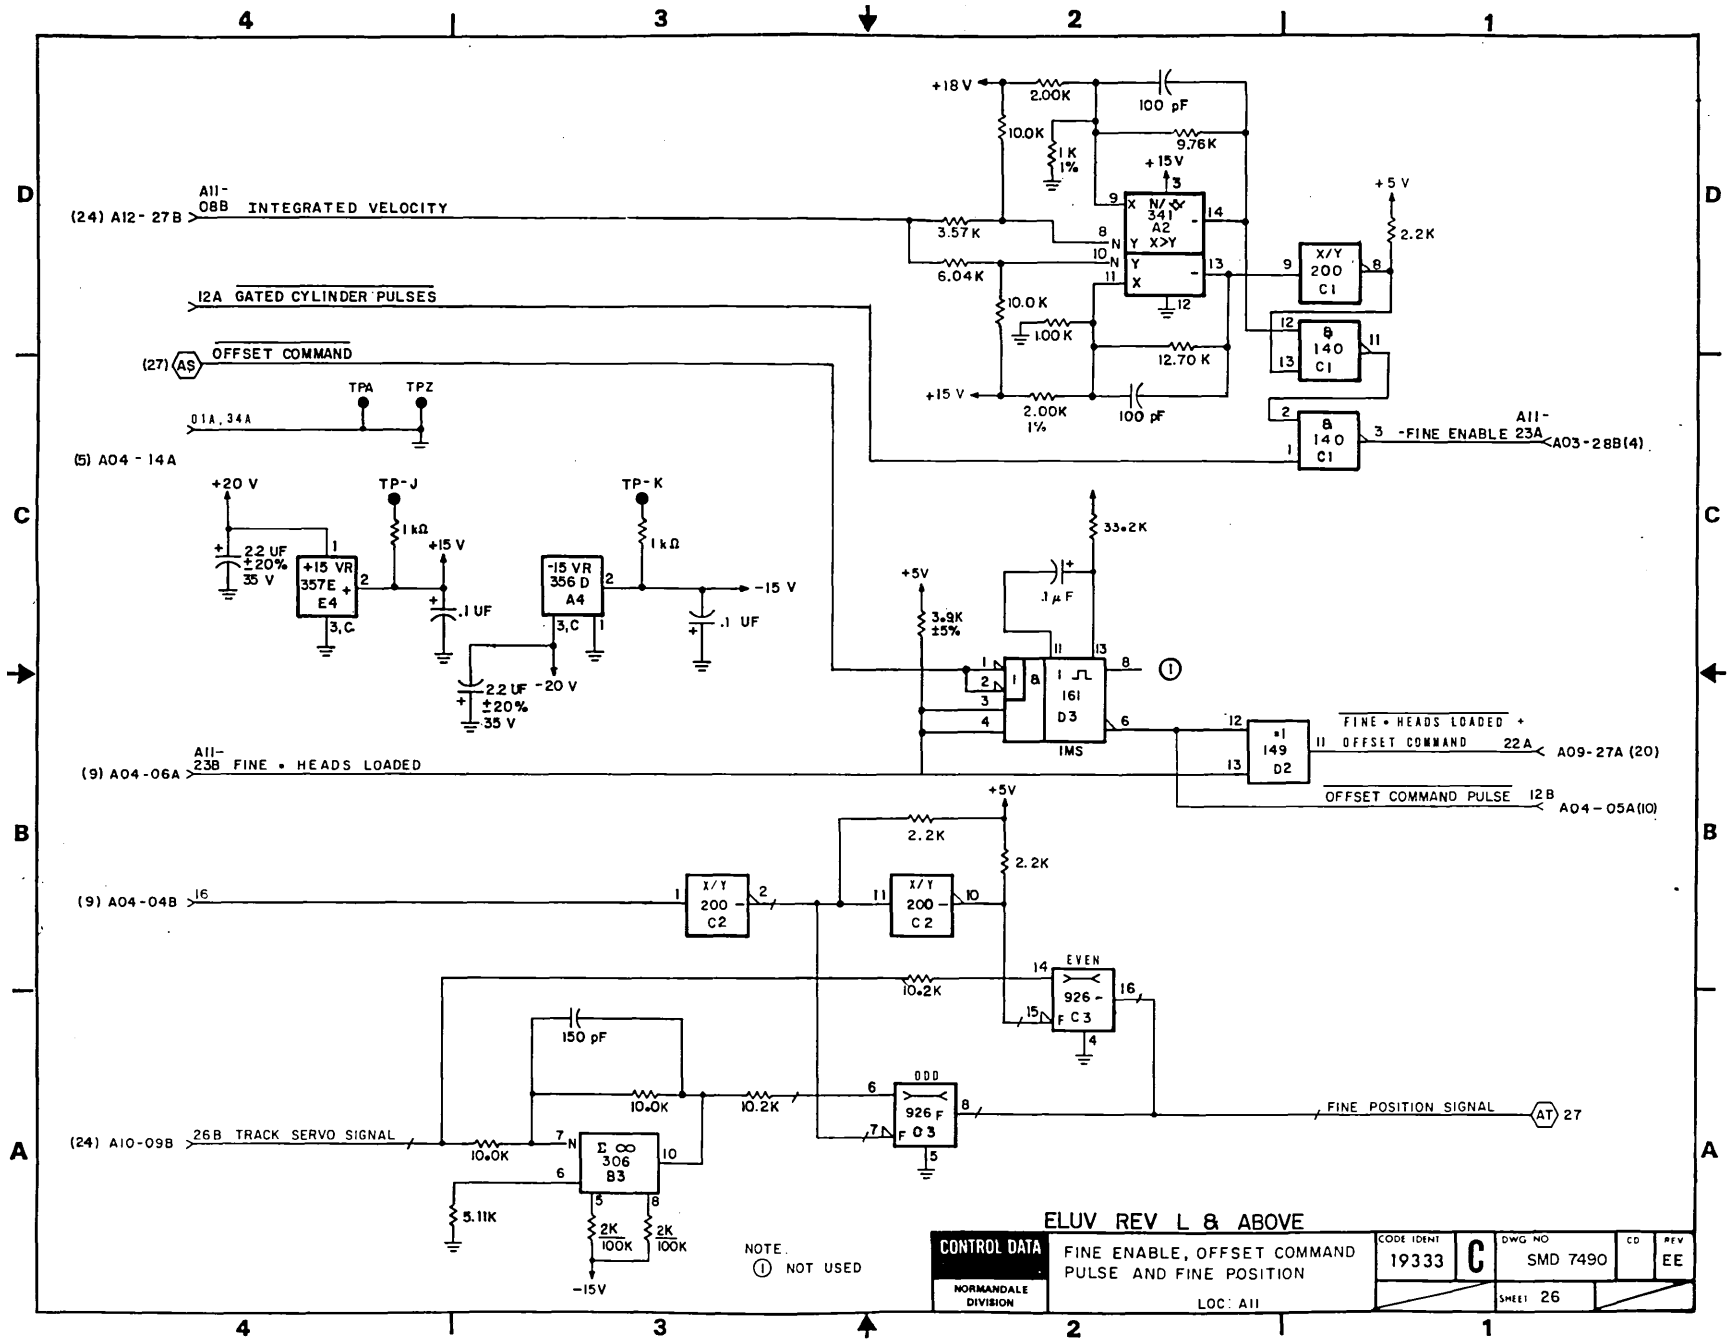 4 3 2 1
+18 V
2.00K
100 pF
10.0K
1K
1%
9.76K
+15V
3
D
A11-
08B INTEGRATED VELOCITY
(24) A12-27B
3.57K
6.04K
9 X N/ 14
341
A2
8 N Y X>Y
10 N Y 13
11 X
12
+5 V
2.2K
D
9 X/Y 8
200
C1
12A GATED CYLINDER PULSES
10.0K
1.00K
12.70 K
12 & 11
140
13 C1
(27) AS OFFSET COMMAND
TPA TPZ
+15 V
2.00K
1%
100 pF
01A, 34A
2 & 3
140
1 C1
A11-
-FINE ENABLE 23A
A03-28B(4)
(5) A04-14A
+20 V
TP-J
TP-K
C
1 kΩ
1 kΩ
33.2K
C
+
2.2 UF
±20%
35 V
1
+15 VR
357E +
E4
2
3, C
+15 V
+
.1 UF
-15 VR
356 D
A4
2
3, C 1
-15 V
+
.1 UF
+
2.2 UF
±20%
35 V
-20 V
+5V
3.9K
±5%
+
.1 µF
11 13
1
2
3
4
1 &
1
161
D3
8
6
1MS
1
12 149 11
13 D2
FINE • HEADS LOADED +
OFFSET COMMAND 22A
A09-27A (20)
A11-
23B FINE • HEADS LOADED
(9) A04-06A
OFFSET COMMAND PULSE 12B
A04-05A(10)
B
+5V
2.2K
2.2K
B
(9) A04-04B 16
1 X/Y 2
200 -
C2
11 X/Y 10
200 -
C2
EVEN
10.2K
14
926 -
16
15 F C3
4
150 pF
10.0K
10.2K
ODD
6
926 F
8
7 F C3
5
FINE POSITION SIGNAL AT 27
A
(24) A10-09B 26B TRACK SERVO SIGNAL
10.0K
7 N Σ ∞
306
B3
10
6
5 8
5.11K
2K
100K
2K
100K
-15V
A
NOTE.
1 NOT USED
ELUV REV L & ABOVE
CONTROL DATA
NORMANDALE
DIVISION
FINE ENABLE, OFFSET COMMAND
PULSE AND FINE POSITION
LOC: A11
CODE IDENT
19333
C
DWG NO
SMD 7490
CD
REV
EE
SHEET 26
4 3 2 1